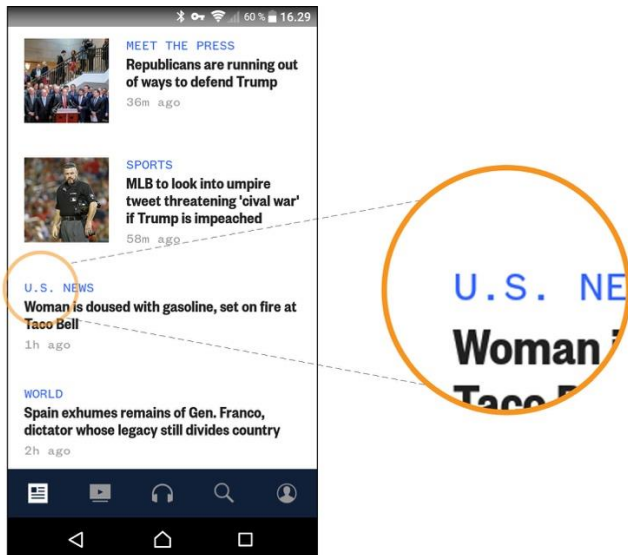 60 % 16.29
MEET THE PRESS
Republicans are running out
of ways to defend Trump
36m ago
SPORTS
MLB to look into umpire
tweet threatening 'cival war'
if Trump is impeached
58m ago
U.S. NEWS
Woman is doused with gasoline, set on fire at
Taco Bell
1h ago
WORLD
Spain exhumes remains of Gen. Franco,
dictator whose legacy still divides country
2h ago
U.S. NE
Woman i
Taco B